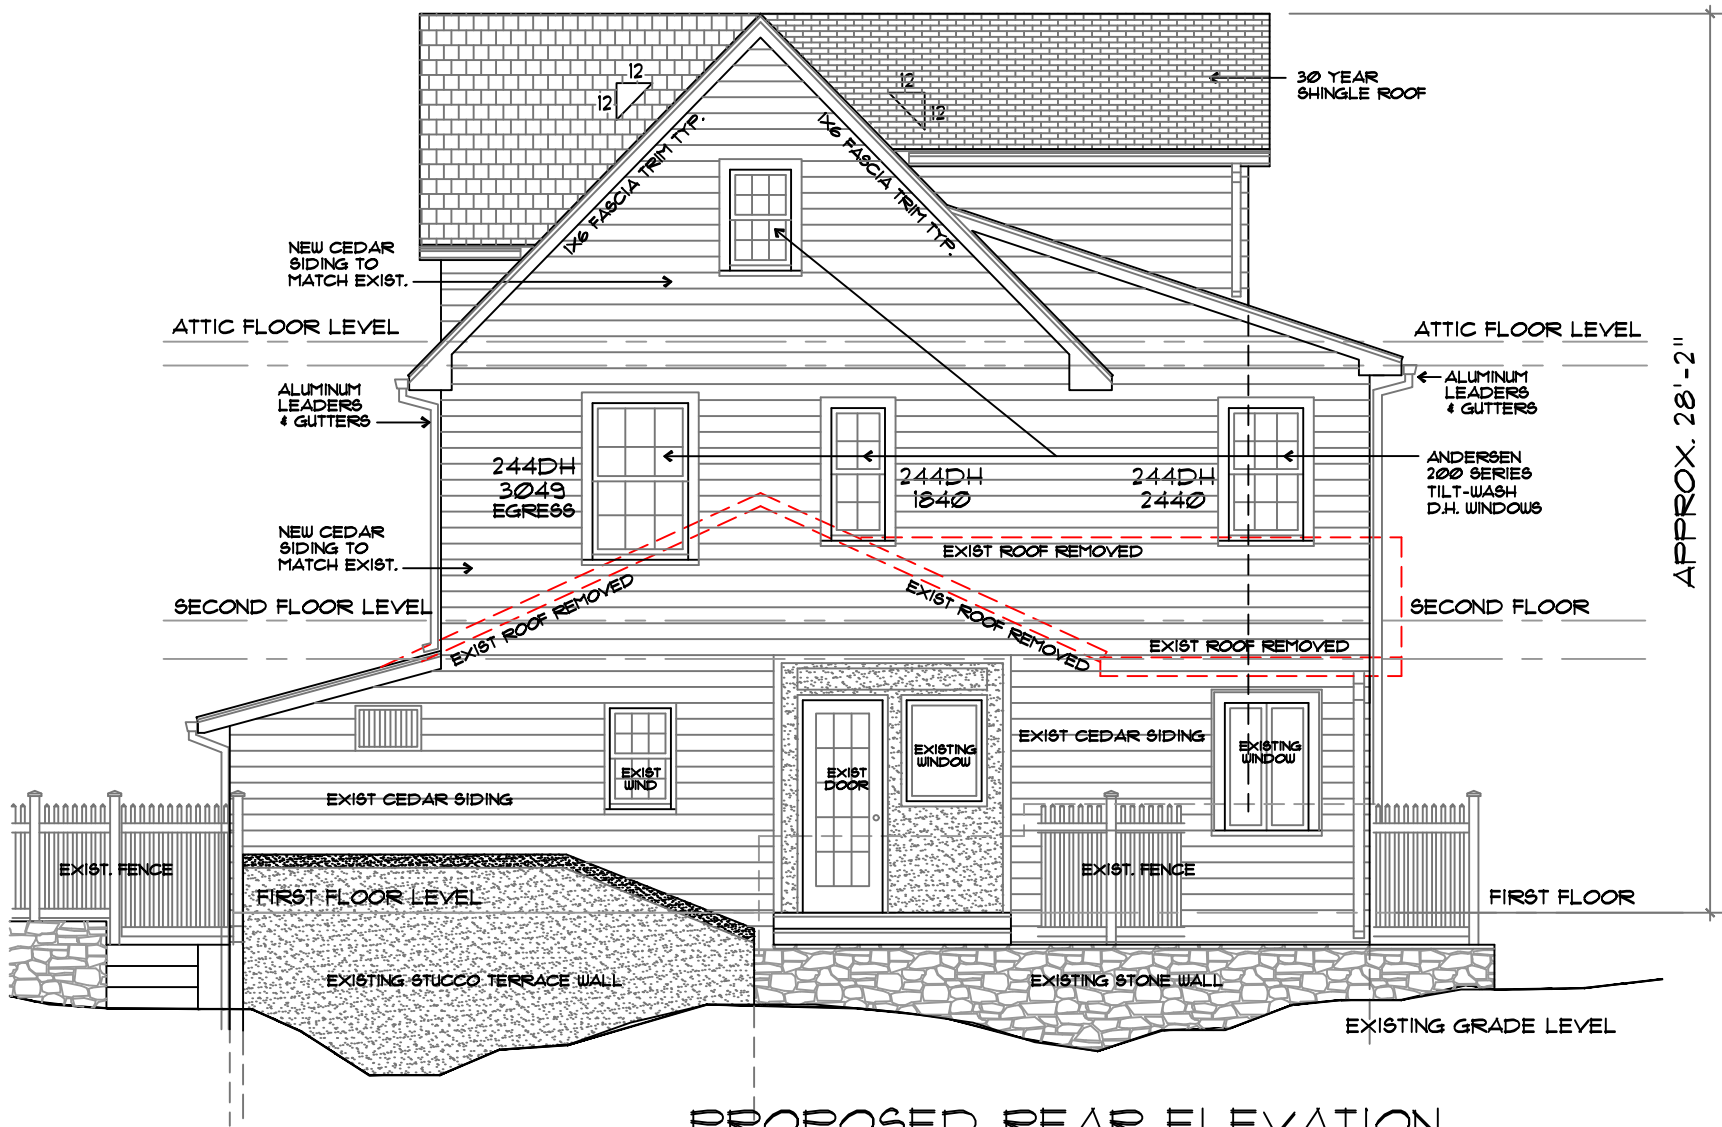 12
12
12
12
30 YEAR
SHINGLE ROOF
1X6 FASCIA TRIM TYP.
1X6 FASCIA TRIM TYP.
NEW CEDAR
SIDING TO
MATCH EXIST.
ATTIC FLOOR LEVEL
ATTIC FLOOR LEVEL
ALUMINUM
LEADERS
& GUTTERS
ALUMINUM
LEADERS
& GUTTERS
APPROX. 28'-2"
244DH
3049
EGRESS
244DH
1840
244DH
2440
ANDERSEN
200 SERIES
TILT-WASH
D.H. WINDOWS
NEW CEDAR
SIDING TO
MATCH EXIST.
EXIST ROOF REMOVED
EXIST ROOF REMOVED
EXIST ROOF REMOVED
EXIST ROOF REMOVED
SECOND FLOOR LEVEL
SECOND FLOOR
EXIST CEDAR SIDING
EXIST
WIND
EXIST
DOOR
EXISTING
WINDOW
EXIST CEDAR SIDING
EXISTING
WINDOW
EXIST. FENCE
EXIST. FENCE
FIRST FLOOR LEVEL
FIRST FLOOR
EXISTING STUCCO TERRACE WALL
EXISTING STONE WALL
EXISTING GRADE LEVEL
PROPOSED REAR ELEVATION